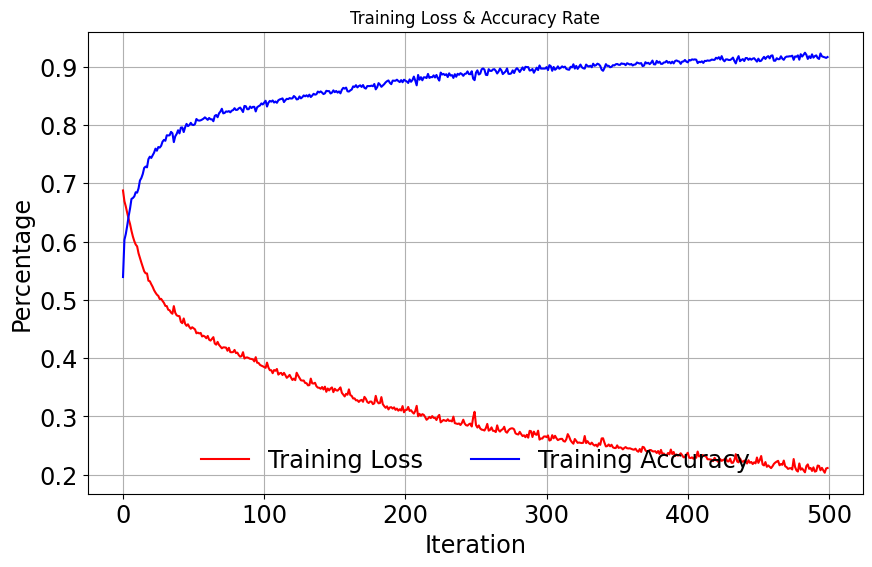 Training Loss & Accuracy Rate
Percentage
0.9
0.8
0.7
0.6
0.5
0.4
0.3
0.2
Training Loss Training Accuracy
0 100 200 300 400 500
Iteration